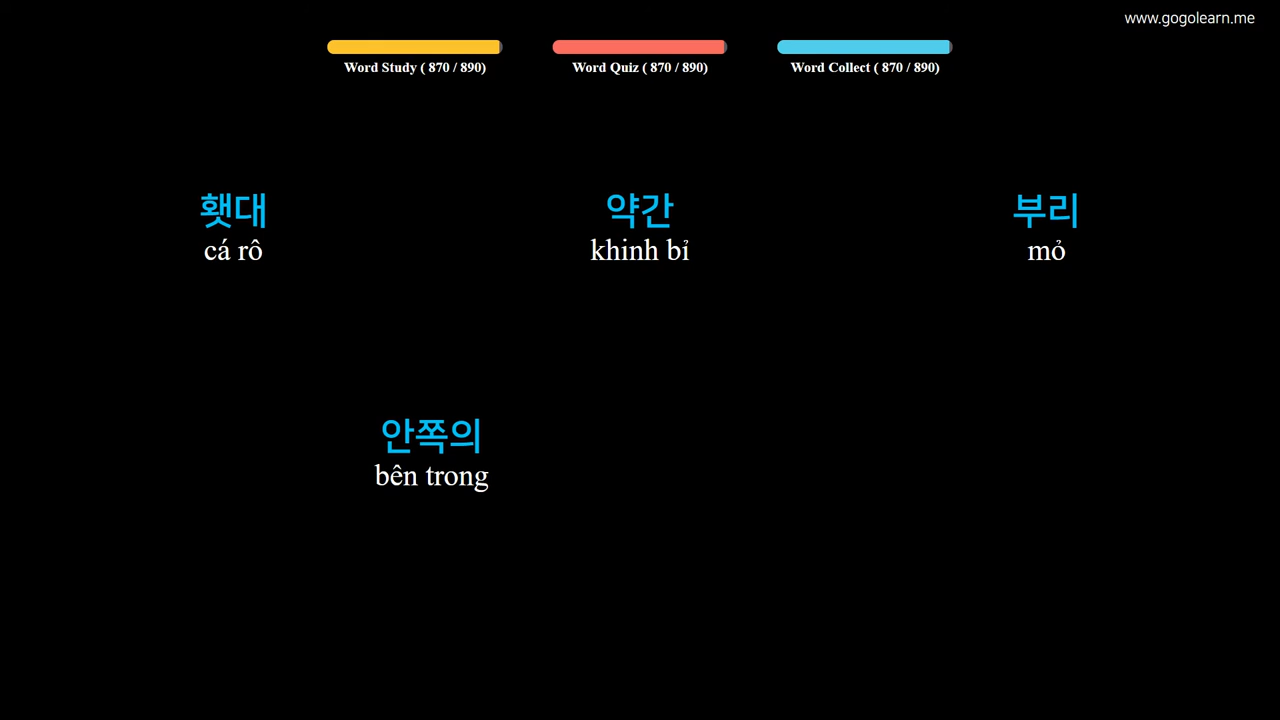 www.gogolearn.me
Word Study ( 870 / 890)
Word Quiz ( 870 / 890)
Word Collect ( 870 / 890)
횃대
cá rô
약간
khinh bỉ
부리
mỏ
안쪽의
bên trong